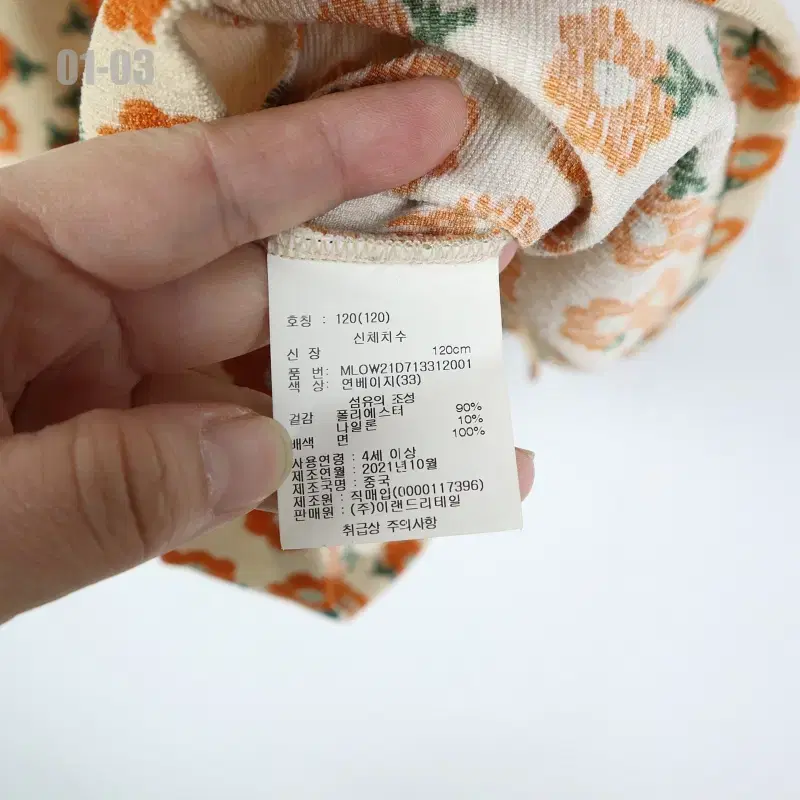 01-03
호칭 : 120(120)
신체치수
신 장 120cm
품 번: MLOW21D713312001
색 상: 연베이지(33)
섬유의 조성
겉감 폴리에스터 90%
나일론 10%
배색 면 100%
사용연령 : 4세 이상
제조연월 : 2021년10월
제조국명 : 중국
제조원 : 직매입(0000117396)
판매원 : (주)이랜드리테일
취급상 주의사항